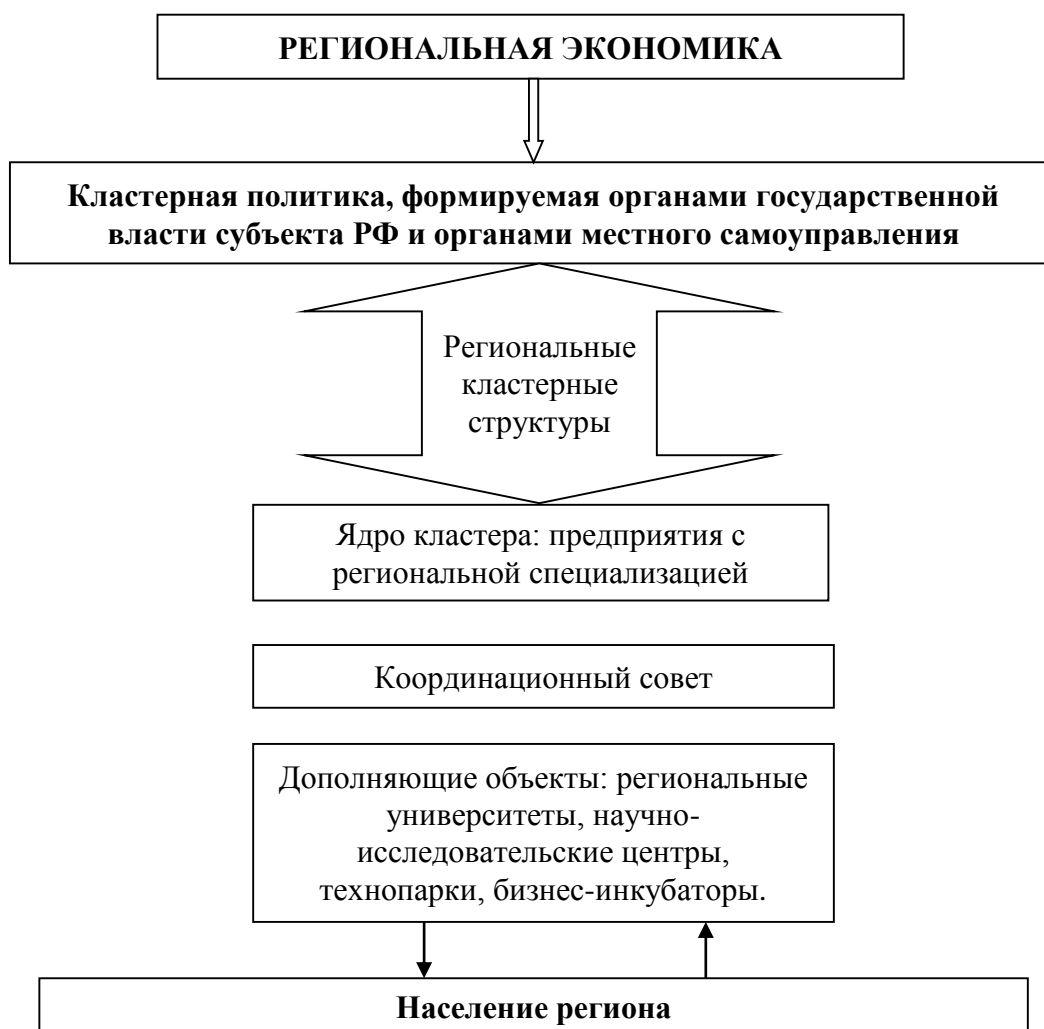 РЕГИОНАЛЬНАЯ ЭКОНОМИКА
Кластерная политика, формируемая органами государственной
власти субъекта РФ и органами местного самоуправления
Региональные
кластерные
структуры
Ядро кластера: предприятия с
региональной специализацией
Координационный совет
Дополняющие объекты: региональные
университеты, научно-
исследовательские центры,
технопарки, бизнес-инкубаторы.
Население региона